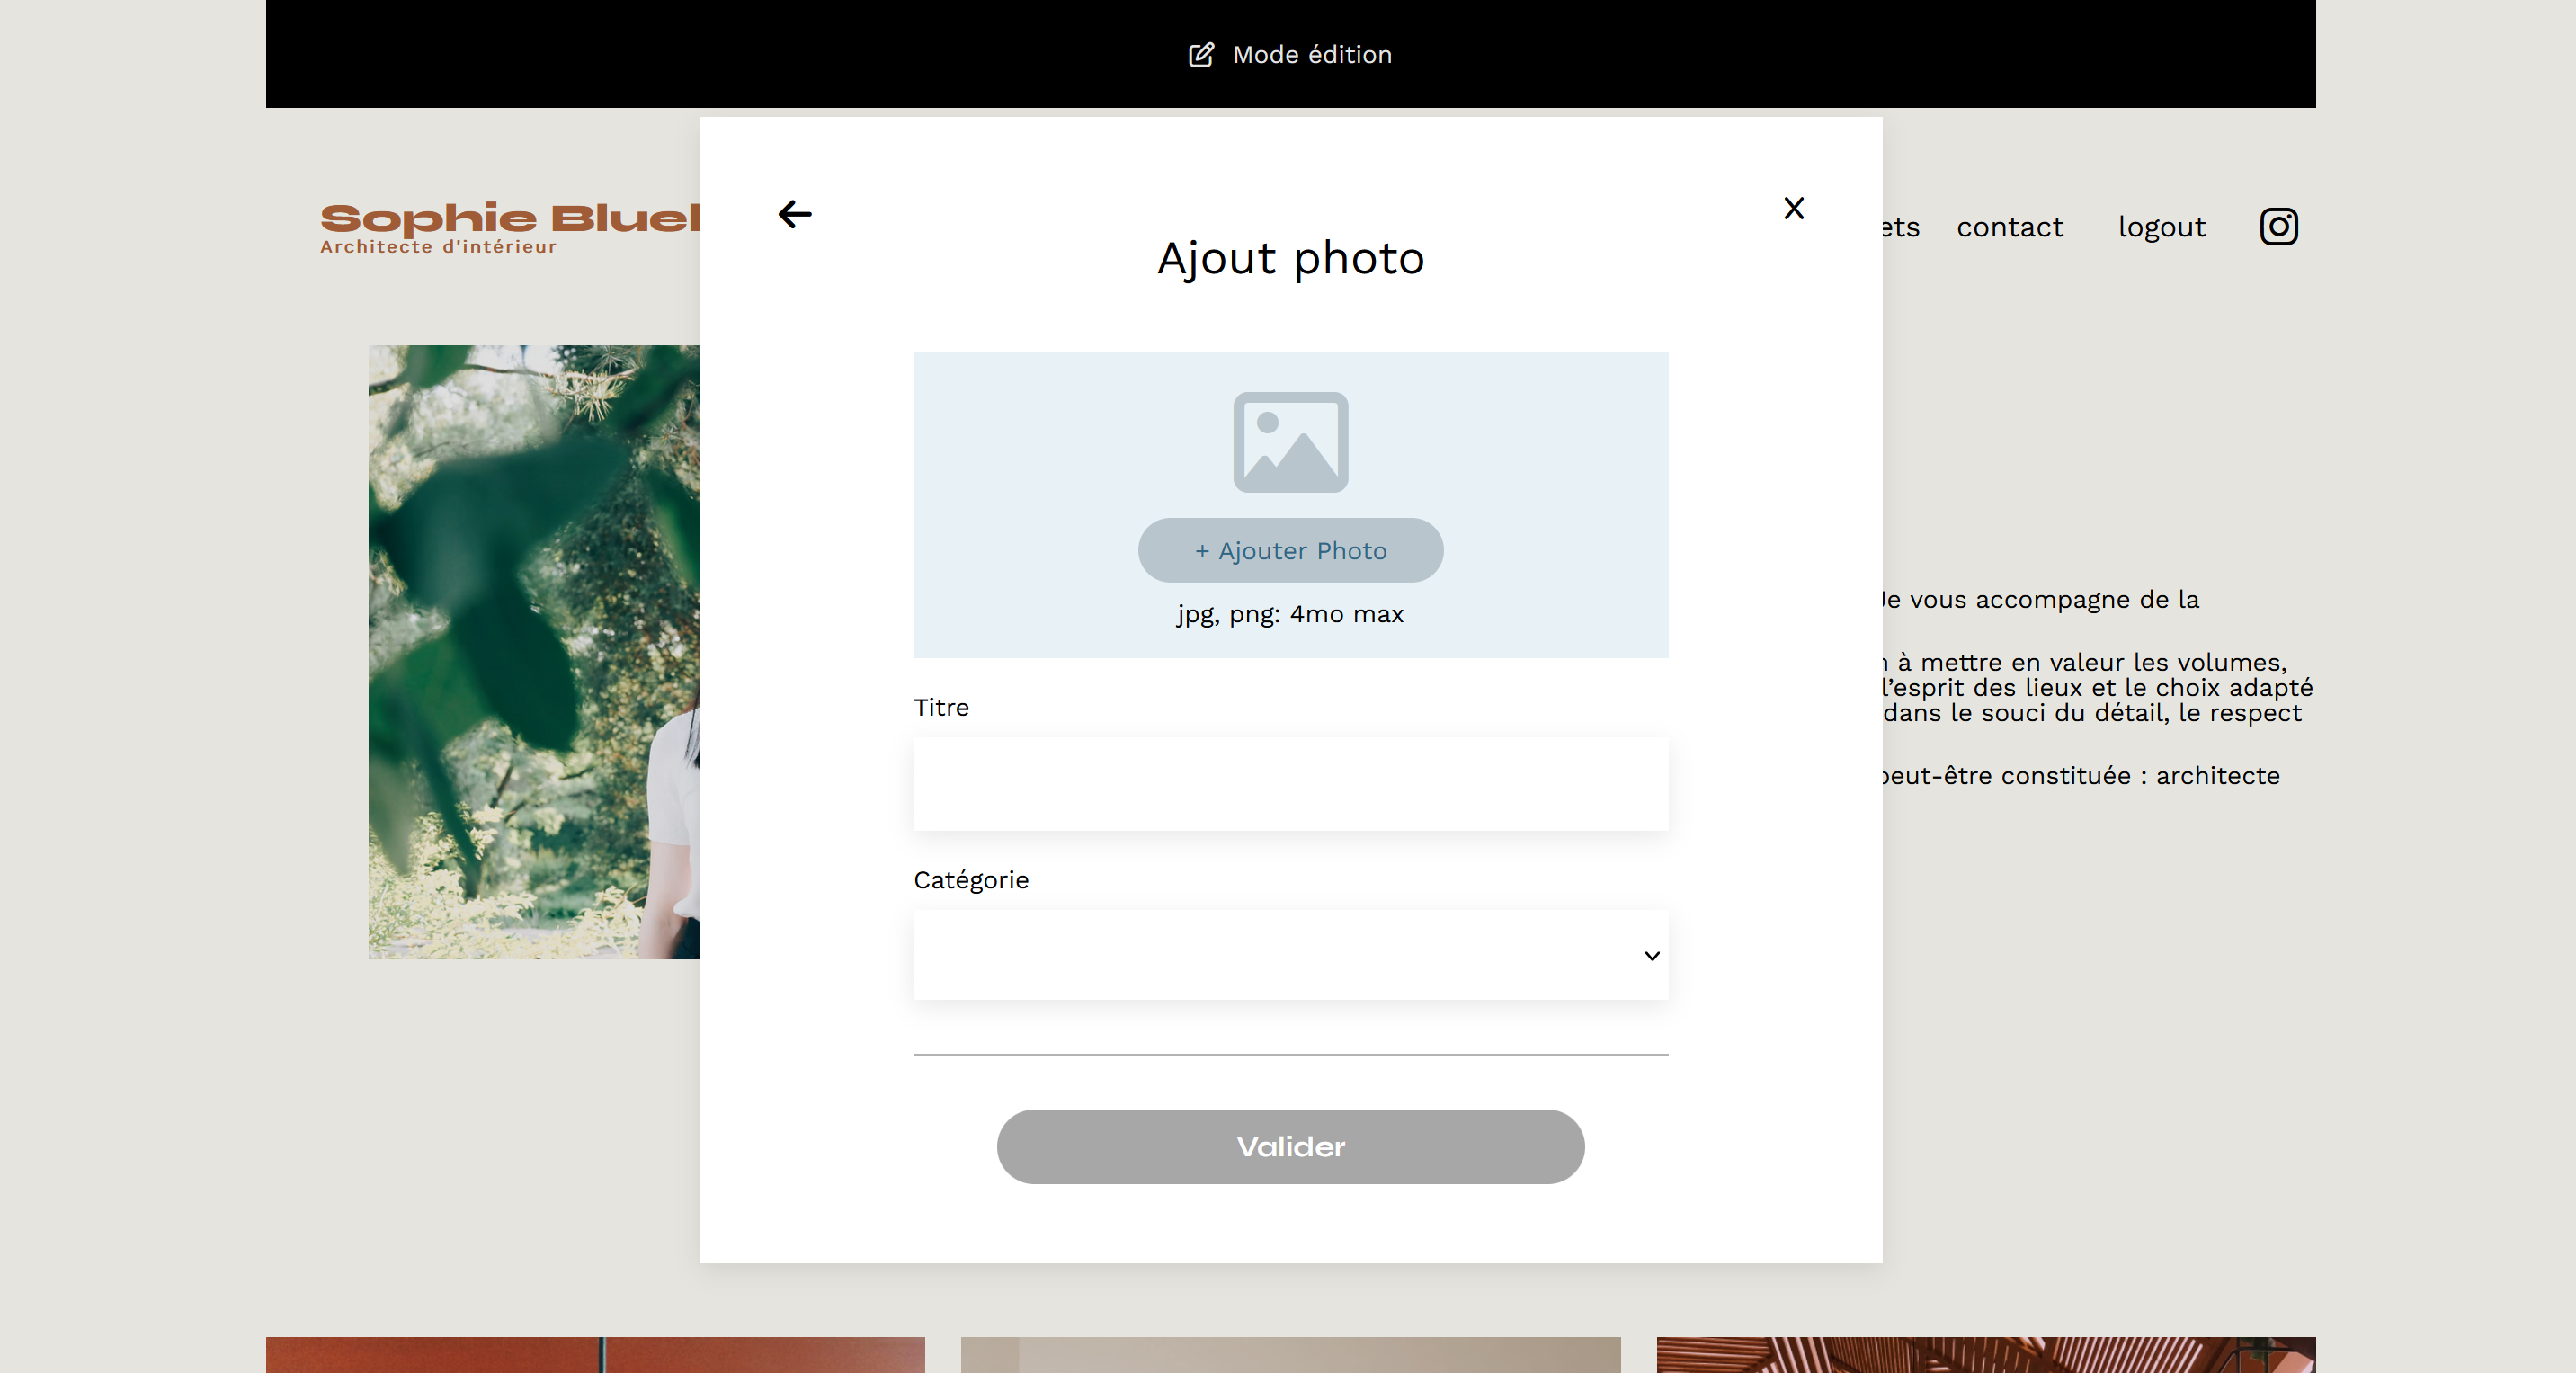 Mode édition
Sophie Bluel
Architecte d'intérieur
contact
logout
X
Ajout photo
+ Ajouter Photo
jpg, png: 4mo max
Titre
Catégorie
Valider
vous accompagne de la
à mettre en valeur les volumes,
l’esprit des lieux et le choix adapté
dans le souci du détail, le respect
peut-être constituée : architecte